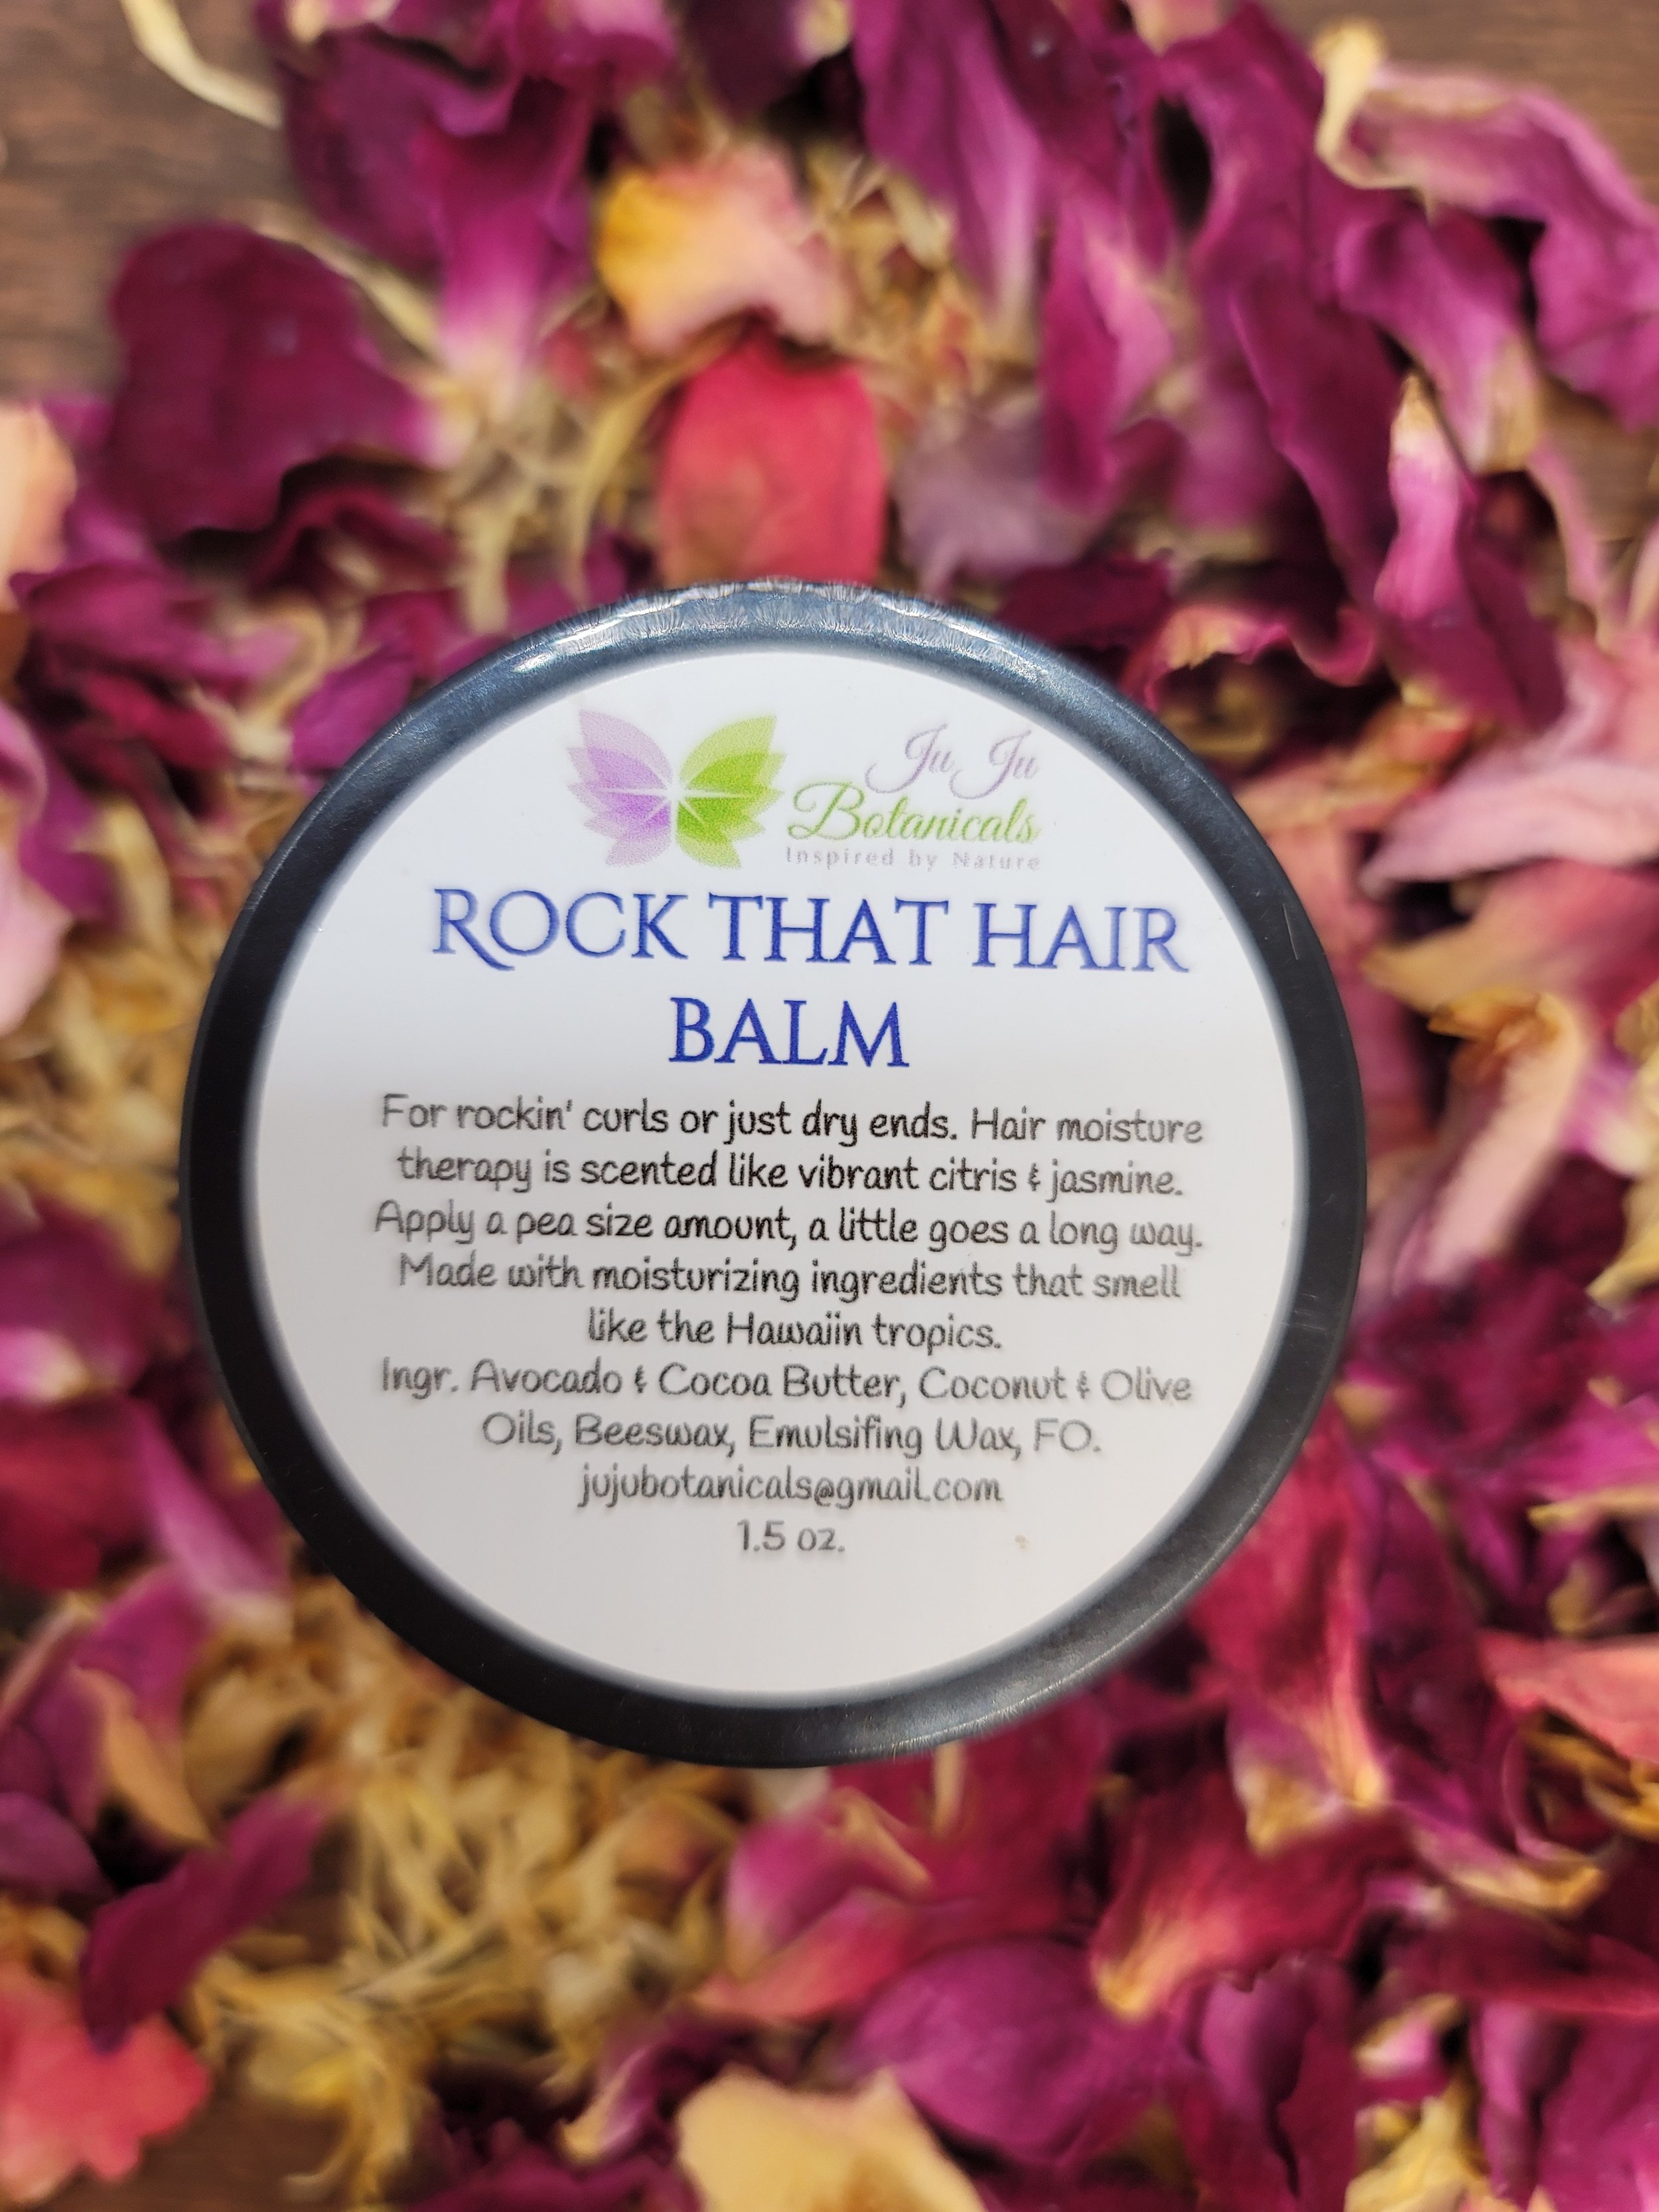 Ju Ju
Botanicals
Inspired by Nature
ROCK THAT HAIR
BALM
For rockin' curls or just dry ends. Hair moisture
therapy is scented like vibrant citris & jasmine.
Apply a pea size amount, a little goes a long way.
Made with moisturizing ingredients that smell
like the Hawaiin tropics.
Ingr. Avocado & Cocoa Butter, Coconut & Olive
Oils, Beeswax, Emulsifing Wax, FO.
jujubotanicals@gmail.com
1.5 oz.